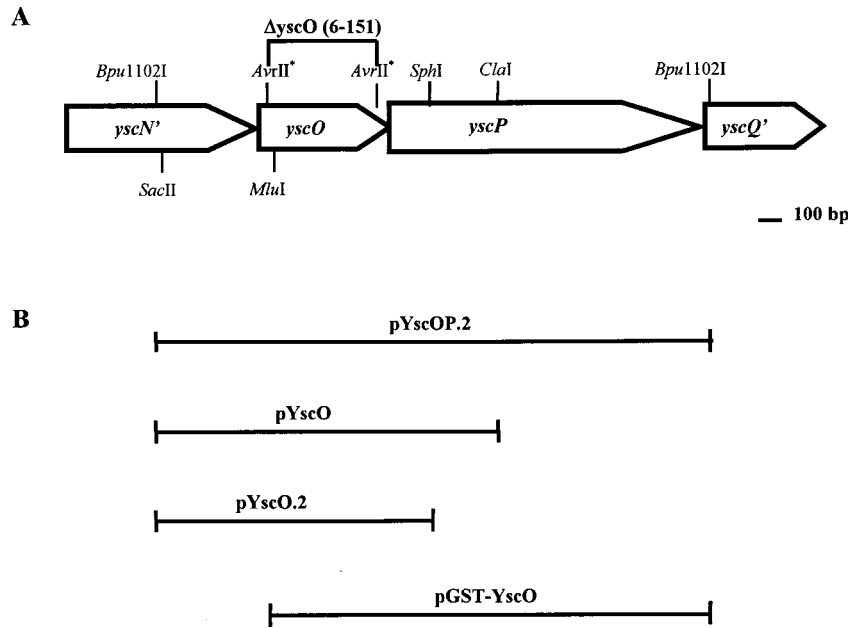 A
ΔyscO (6-151)
Bpu1102I AvrII* AvrII* SphI ClaI Bpu1102I
yscN' yscO yscP yscQ'
SacII MluI
100 bp
B
pYscOP.2
pYscO
pYscO.2
pGST-YscO